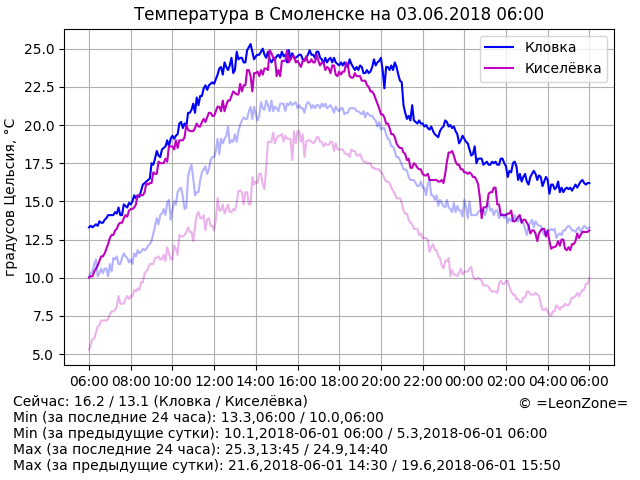 Температура в Смоленске на 03.06.2018 06:00
градусов Цельсия, °C
25.0
22.5
20.0
17.5
15.0
12.5
10.0
7.5
5.0
Кловка
Киселёвка
06:00 08:00 10:00 12:00 14:00 16:00 18:00 20:00 22:00 00:00 02:00 04:00 06:00
Сейчас: 16.2 / 13.1 (Кловка / Киселёвка)
© =LeonZone=
Min (за последние 24 часа): 13.3,06:00 / 10.0,06:00
Min (за предыдущие сутки): 10.1,2018-06-01 06:00 / 5.3,2018-06-01 06:00
Max (за последние 24 часа): 25.3,13:45 / 24.9,14:40
Max (за предыдущие сутки): 21.6,2018-06-01 14:30 / 19.6,2018-06-01 15:50